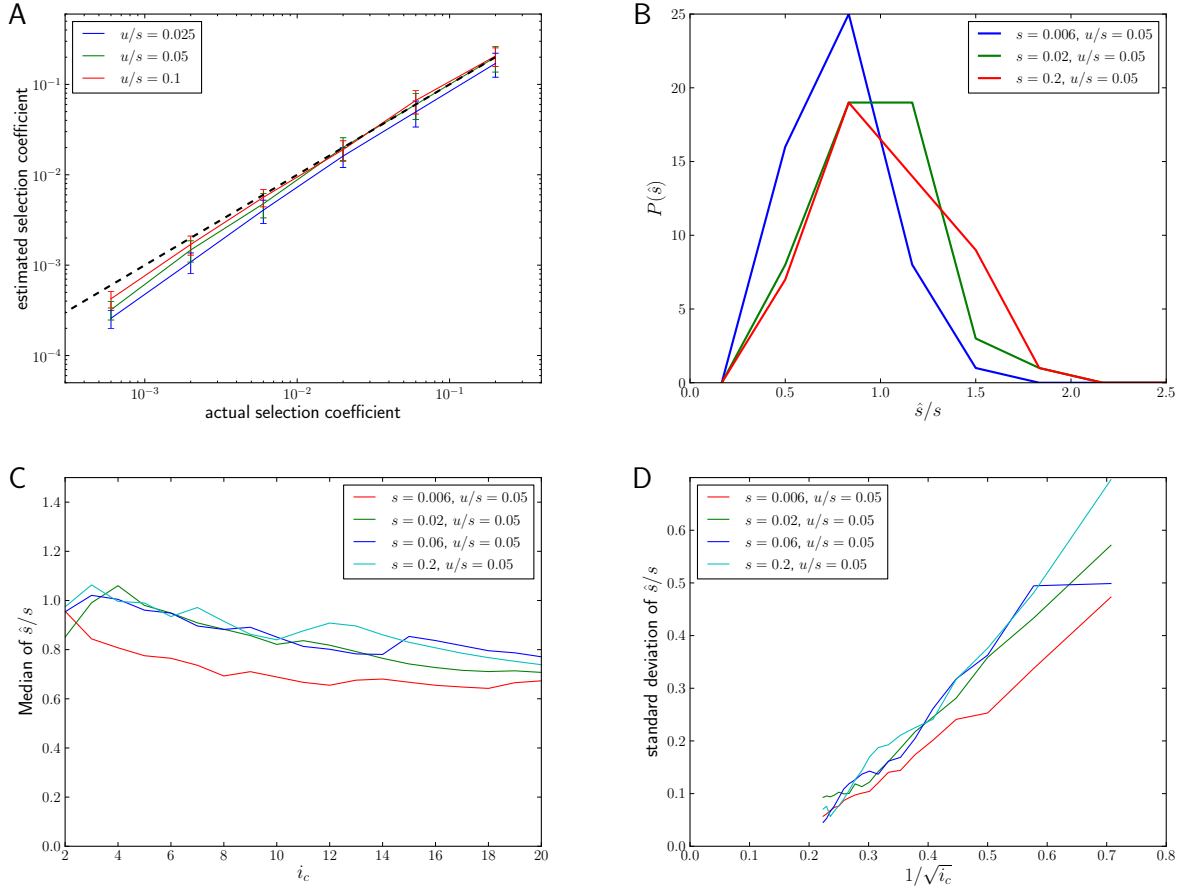 A
u/s = 0.025
u/s = 0.05
u/s = 0.1
10⁻¹
10⁻²
10⁻³
10⁻⁴
estimated selection coefficient
10⁻³ 10⁻² 10⁻¹
actual selection coefficient
B
s = 0.006, u/s = 0.05
s = 0.02, u/s = 0.05
s = 0.2, u/s = 0.05
25
20
15
10
5
0
P(ŝ)
0.0 0.5 1.0 1.5 2.0 2.5
ŝ/s
C
s = 0.006, u/s = 0.05
s = 0.02, u/s = 0.05
s = 0.06, u/s = 0.05
s = 0.2, u/s = 0.05
1.4
1.2
1.0
0.8
0.6
0.4
0.2
0.0
Median of ŝ/s
2 4 6 8 10 12 14 16 18 20
i_c
D
s = 0.006, u/s = 0.05
s = 0.02, u/s = 0.05
s = 0.06, u/s = 0.05
s = 0.2, u/s = 0.05
0.6
0.5
0.4
0.3
0.2
0.1
0.0
standard deviation of ŝ/s
0.0 0.1 0.2 0.3 0.4 0.5 0.6 0.7 0.8
1/√i_c